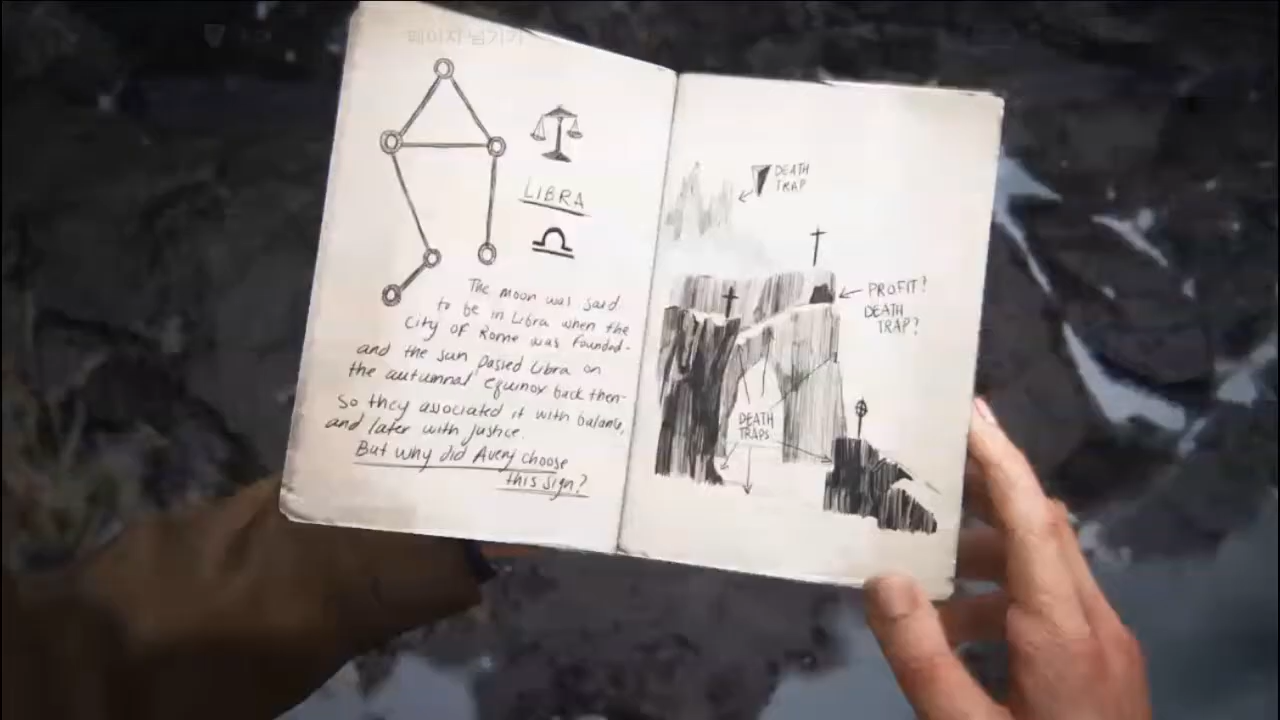 페이지 넘기기
LIBRA
The moon was said
to be in Libra when the
City of Rome was founded-
and the sun passed Libra on
the autumnal equinox back then-
So they associated it with balance,
and later with justice.
But why did Avery choose
this sign?
DEATH
TRAP
PROFIT?
DEATH
TRAP?
DEATH
TRAPS